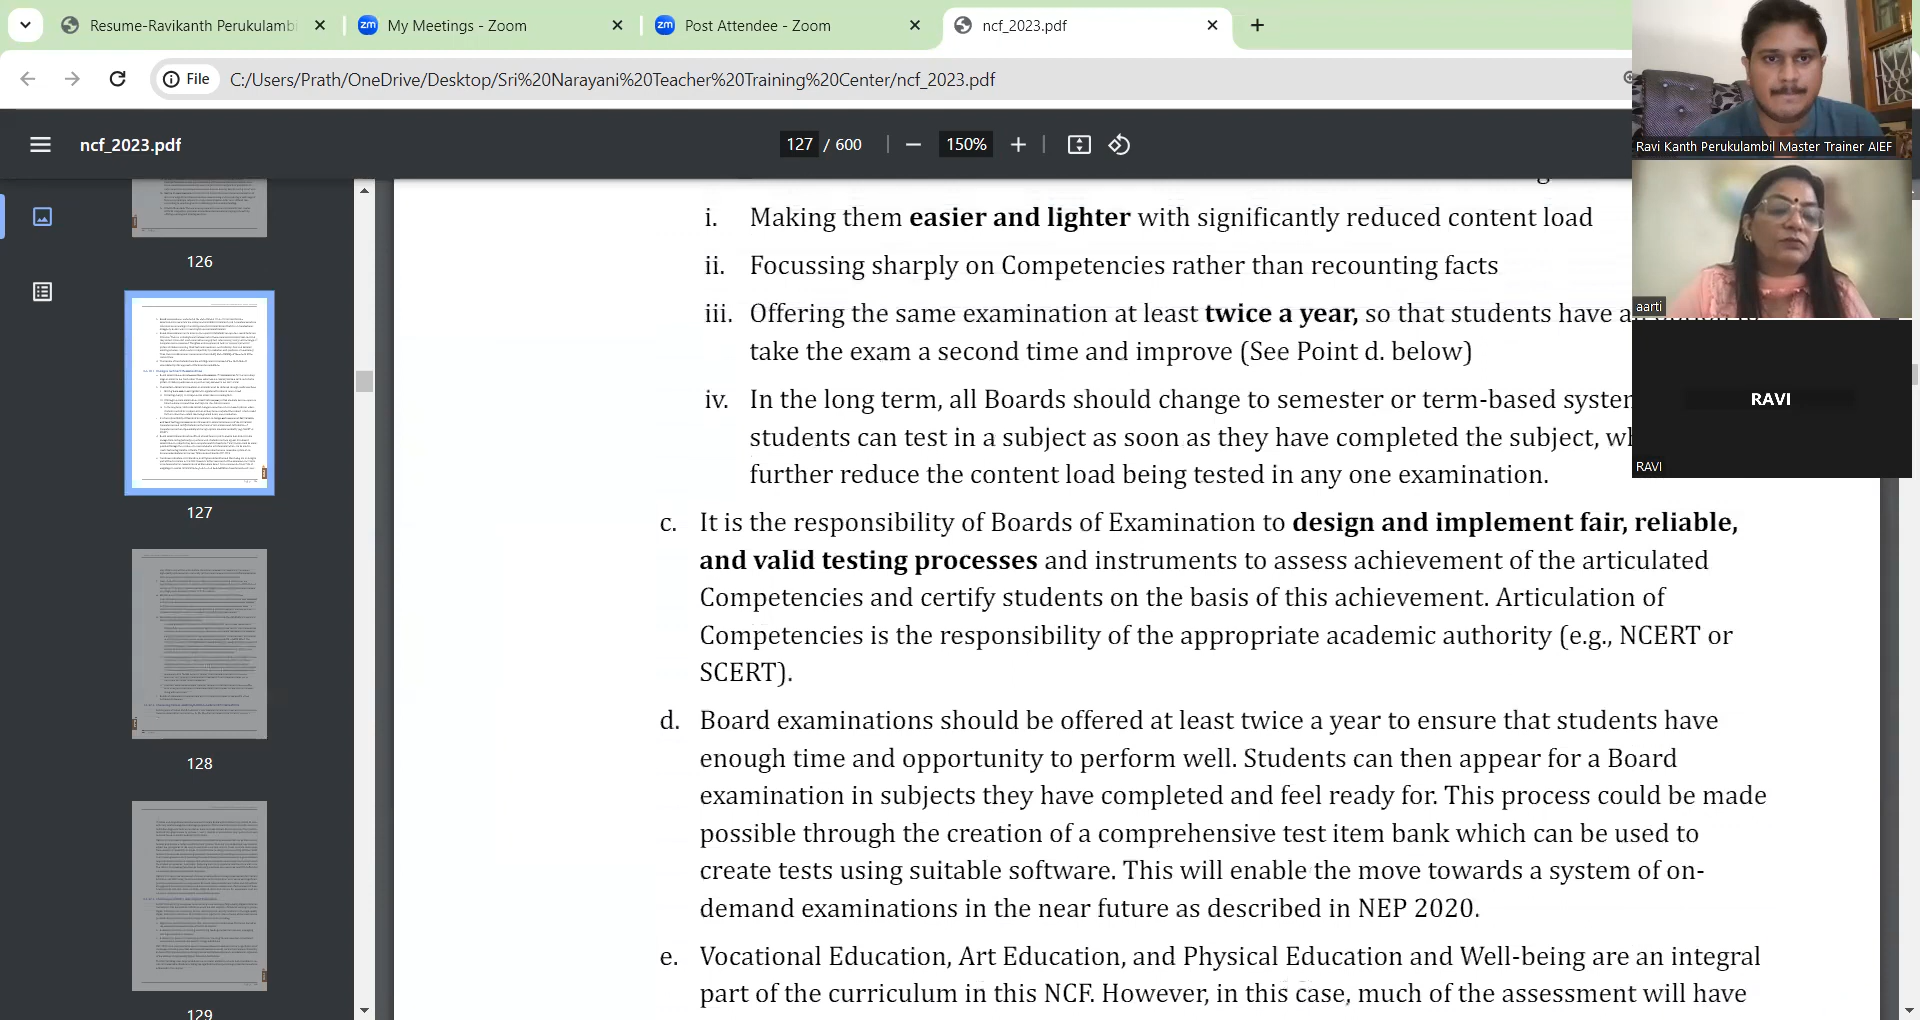 Resume-Ravikanth Perukulambi
My Meetings - Zoom
Post Attendee - Zoom
ncf_2023.pdf
File
C:/Users/Prath/OneDrive/Desktop/Sri%20Narayani%20Teacher%20Training%20Center/ncf_2023.pdf
ncf_2023.pdf
127 / 600
150%
Ravi Kanth Perukulambil Master Trainer AIEF
aarti
RAVI
RAVI
126
127
128
129
i. Making them easier and lighter with significantly reduced content load
ii. Focussing sharply on Competencies rather than recounting facts
iii. Offering the same examination at least twice a year, so that students have
take the exam a second time and improve (See Point d. below)
iv. In the long term, all Boards should change to semester or term-based
students can test in a subject as soon as they have completed the subject,
further reduce the content load being tested in any one examination.
c. It is the responsibility of Boards of Examination to design and implement fair, reliable,
and valid testing processes and instruments to assess achievement of the articulated
Competencies and certify students on the basis of this achievement. Articulation of
Competencies is the responsibility of the appropriate academic authority (e.g., NCERT or
SCERT).
d. Board examinations should be offered at least twice a year to ensure that students have
enough time and opportunity to perform well. Students can then appear for a Board
examination in subjects they have completed and feel ready for. This process could be made
possible through the creation of a comprehensive test item bank which can be used to
create tests using suitable software. This will enable the move towards a system of on-
demand examinations in the near future as described in NEP 2020.
e. Vocational Education, Art Education, and Physical Education and Well-being are an integral
part of the curriculum in this NCF. However, in this case, much of the assessment will have